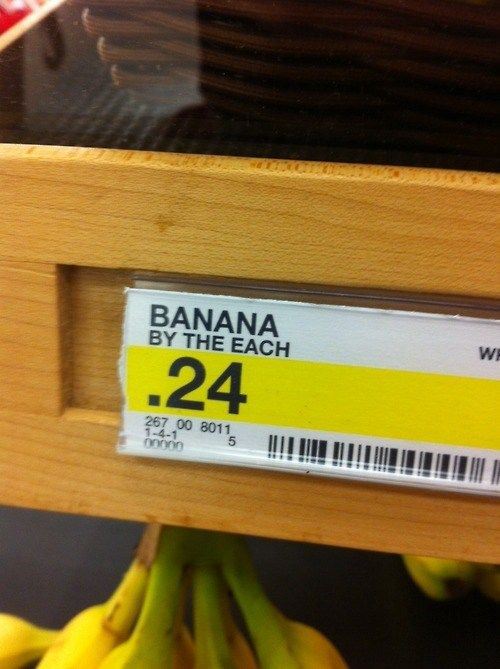 BANANA
BY THE EACH
.24
267 00 8011
1-4-1 5
00000